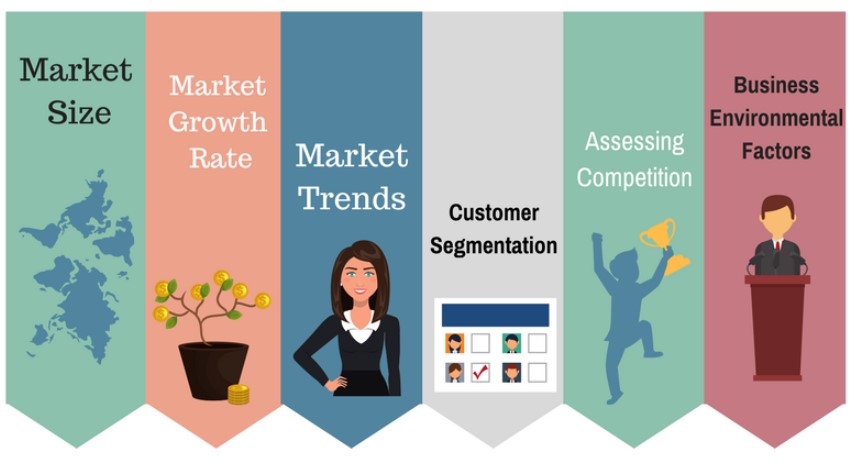 Market
Size
Market
Growth
Rate
Market
Trends
Customer
Segmentation
Assessing
Competition
Business
Environmental
Factors